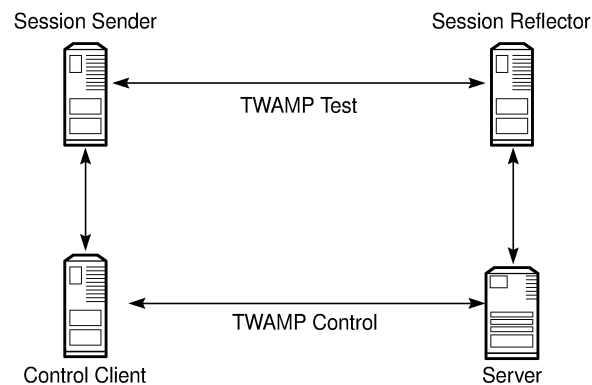 Session Sender
Session Reflector
TWAMP Test
TWAMP Control
Control Client
Server